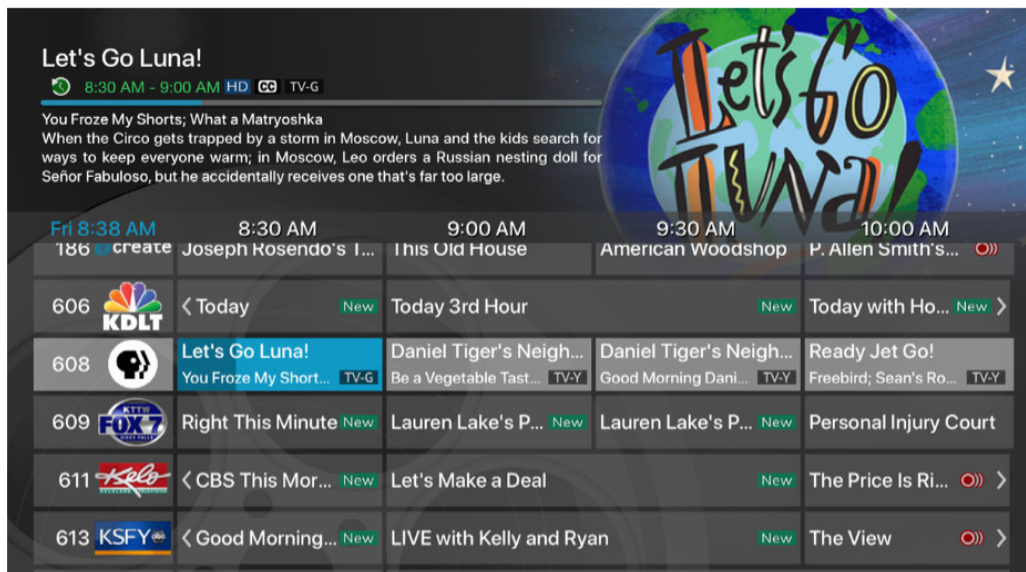 Let's Go Luna!
8:30 AM - 9:00 AM HD CC TV-G
You Froze My Shorts; What a Matryoshka
When the Circo gets trapped by a storm in Moscow, Luna and the kids search for
ways to keep everyone warm; in Moscow, Leo orders a Russian nesting doll for
Señor Fabuloso, but he accidentally receives one that's far too large.
Let's Go
Luna!
Fri 8:38 AM 8:30 AM 9:00 AM 9:30 AM 10:00 AM
186 create Joseph Rosendo's T... This Old House American Woodshop P. Allen Smith's...
606 KDLT Today New Today 3rd Hour New Today with Ho... New
608 Let's Go Luna! Daniel Tiger's Neigh... Daniel Tiger's Neigh... Ready Jet Go!
You Froze My Short... TV-G Be a Vegetable Tast... TV-Y Good Morning Dani... TV-Y Freebird; Sean's Ro... TV-Y
609 KTTW FOX 7 SIOUX FALLS Right This Minute New Lauren Lake's P... New Lauren Lake's P... New Personal Injury Court
611 Kelo KELOLAND TELEVISION CBS This Mor... New Let's Make a Deal New The Price Is Ri...
613 KSFY abc Good Morning... New LIVE with Kelly and Ryan New The View